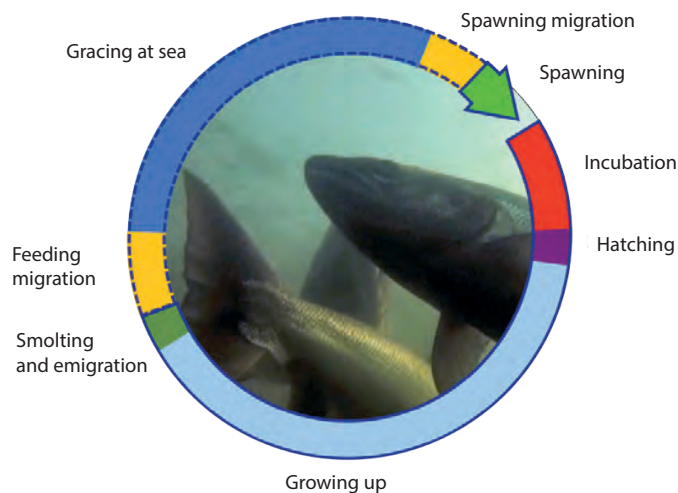 Spawning migration
Gracing at sea
Spawning
Incubation
Hatching
Feeding
migration
Smolting
and emigration
Growing up